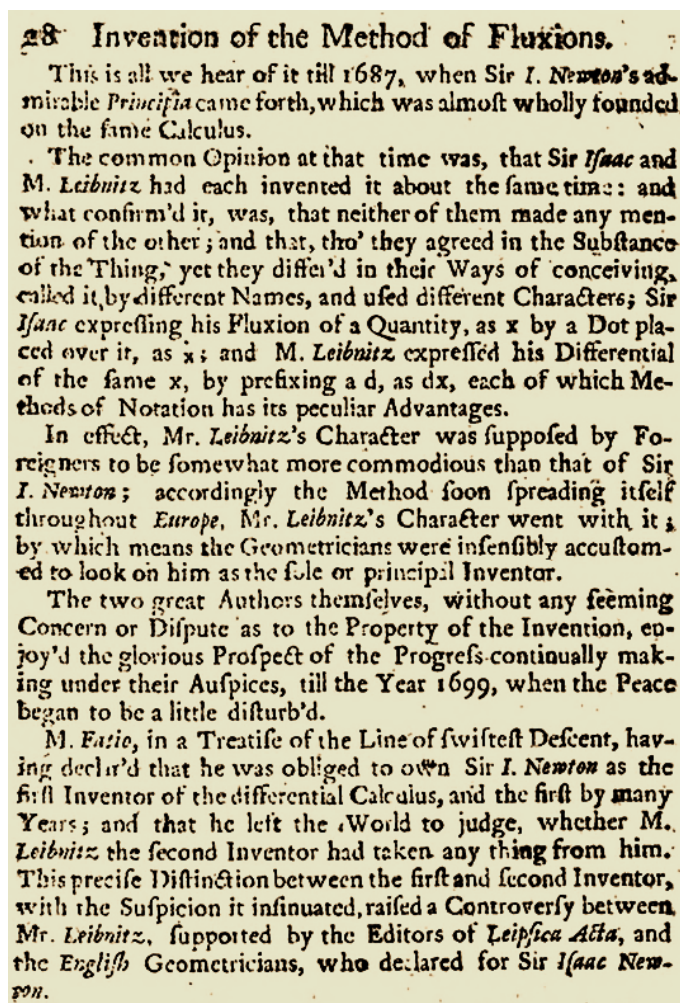 28 Invention of the Method of Fluxions.
This is all we hear of it till 1687, when Sir I. Newton's ad-
mirable Principia came forth, which was almoſt wholly founded
on the ſame Calculus.
The common Opinion at that time was, that Sir Iſaac and
M. Leibnitz had each invented it about the ſame time: and
what confirm'd it, was, that neither of them made any men-
tion of the other; and that, tho' they agreed in the Subſtance
of the Thing, yet they differ'd in their Ways of conceiving,
called it by different Names, and uſed different Characters; Sir
Iſaac expreſſing his Fluxion of a Quantity, as x by a Dot pla-
ced over it, as ẋ; and M. Leibnitz expreſſed his Differential
of the ſame x, by prefixing a d, as dx, each of which Me-
thods of Notation has its peculiar Advantages.
In effect, Mr. Leibnitz's Character was ſuppoſed by Fo-
reigners to be ſomewhat more commodious than that of Sir
I. Newton; accordingly the Method ſoon ſpreading itſelf
throughout Europe, Mr. Leibnitz's Character went with it;
by which means the Geometricians were inſenſibly accuſtom-
ed to look on him as the ſole or principal Inventor.
The two great Authors themſelves, without any ſeeming
Concern or Diſpute as to the Property of the Invention, en-
joy'd the glorious Proſpect of the Progreſs continually mak-
ing under their Auſpices, till the Year 1699, when the Peace
began to be a little diſturb'd.
M. Fatio, in a Treatiſe of the Line of ſwifteſt Deſcent, hav-
ing declar'd that he was obliged to own Sir I. Newton as the
firſt Inventor of the differential Calculus, and the firſt by many
Years; and that he left the World to judge, whether M.
Leibnitz the ſecond Inventor had taken any thing from him.
This preciſe Diſtinction between the firſt and ſecond Inventor,
with the Suſpicion it inſinuated, raiſed a Controverſy between
Mr. Leibnitz, ſupported by the Editors of Leipſica Acta, and
the Engliſh Geometricians, who declared for Sir Iſaac New-
ton.